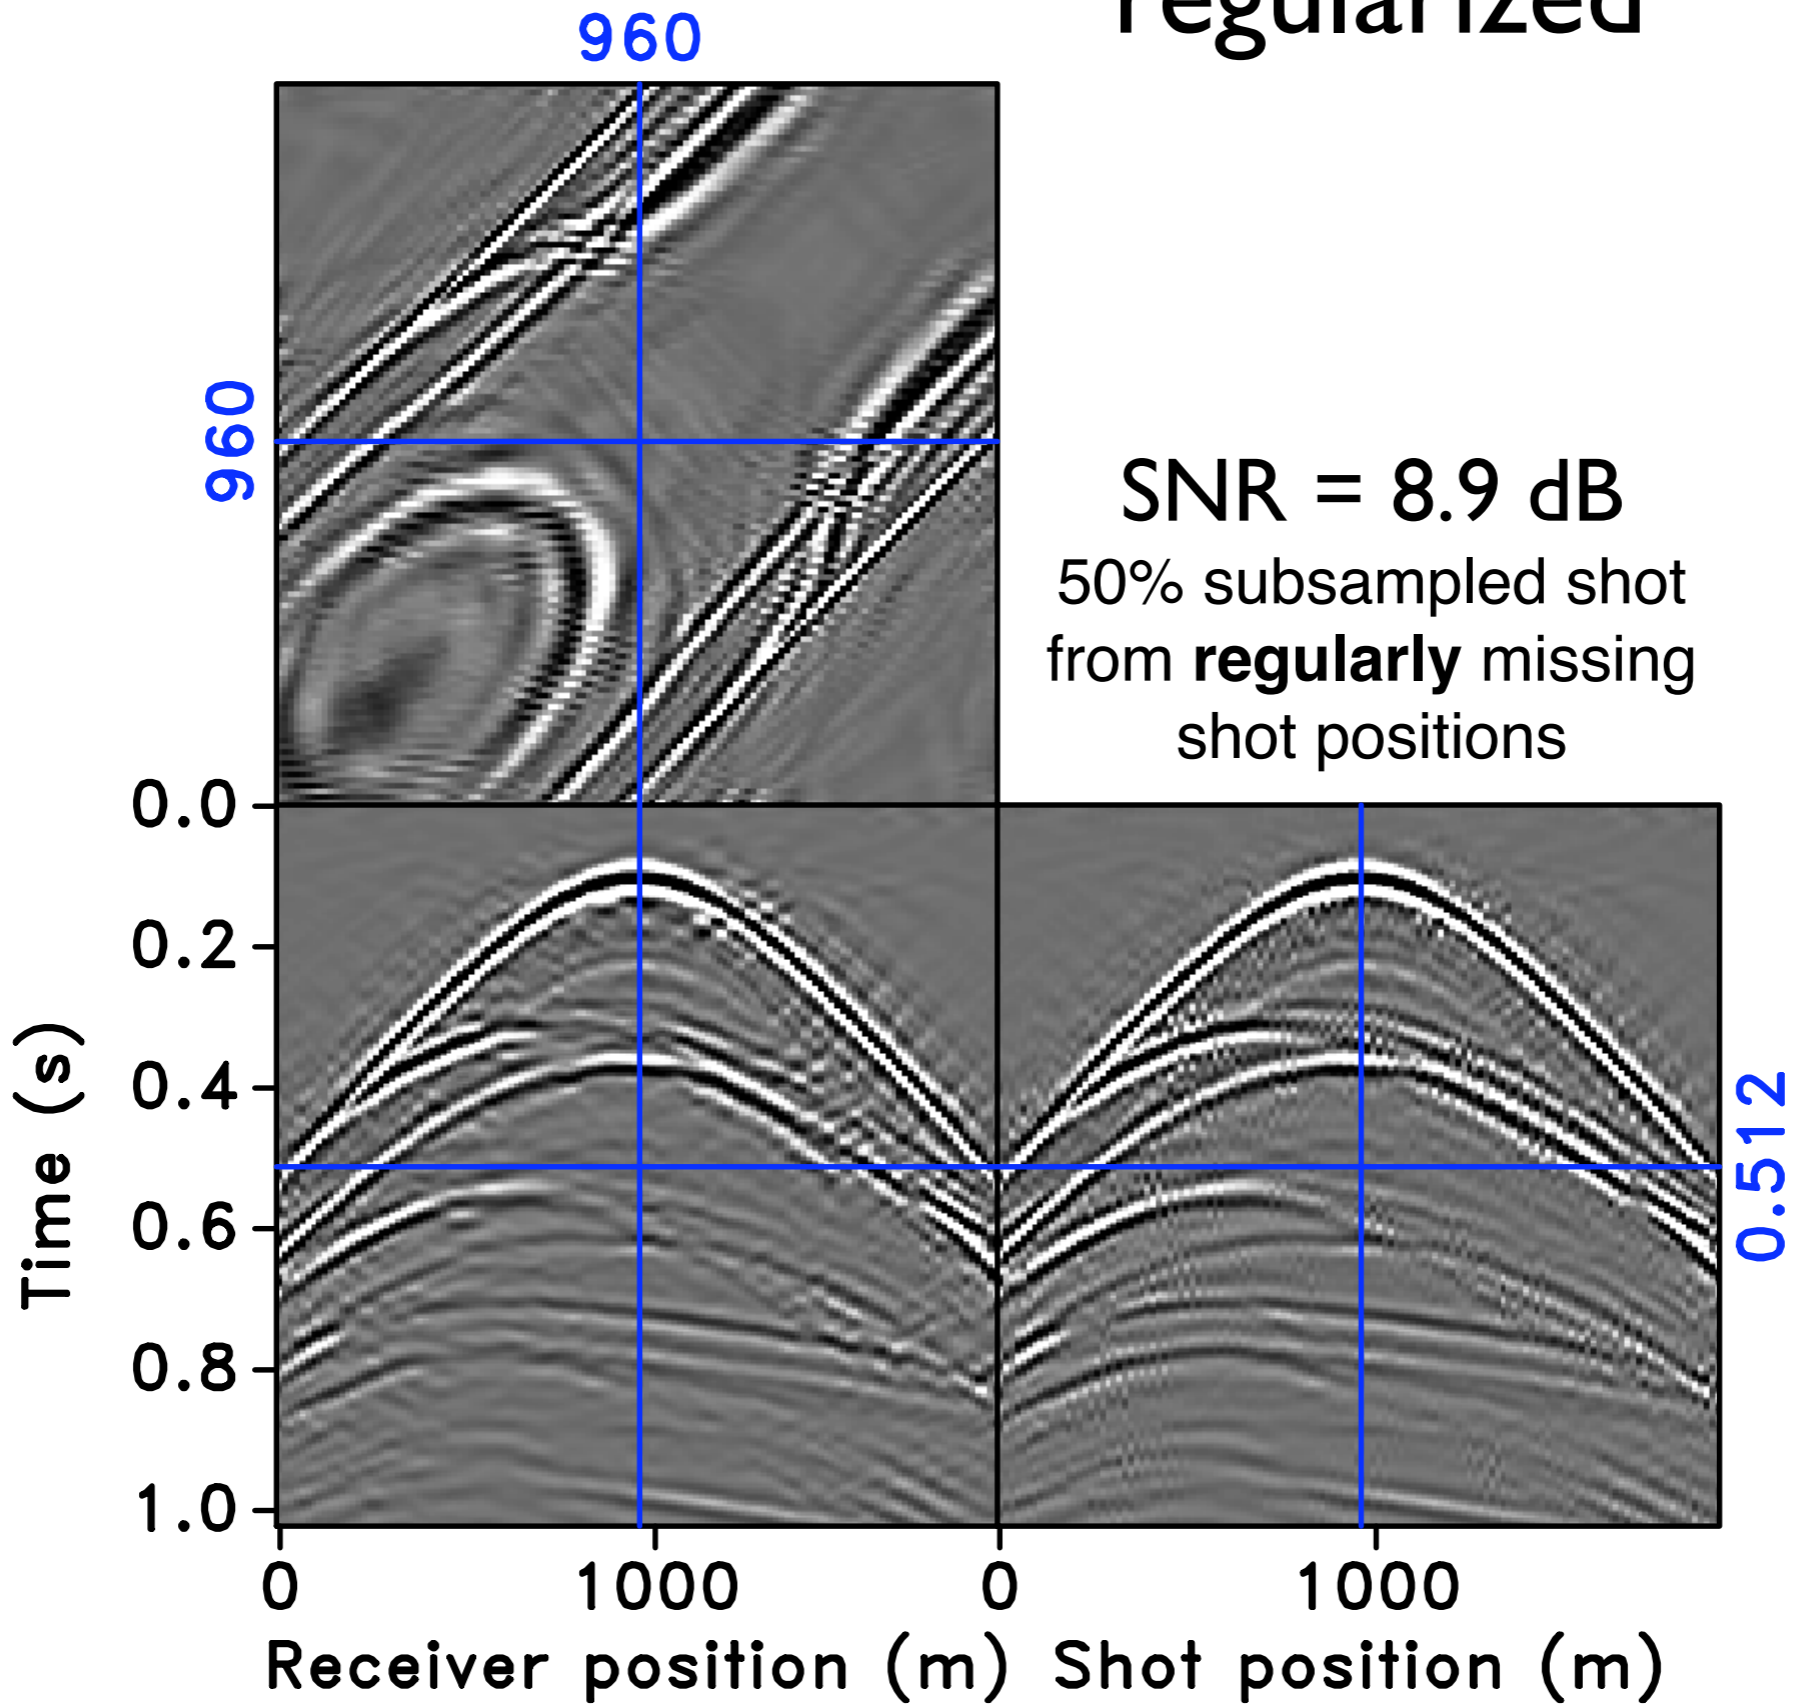 regularized
960
960
SNR = 8.9 dB
50% subsampled shot
from regularly missing
shot positions
0.0
0.2
0.4
0.6
0.8
1.0
Time (s)
0.512
0 1000 0 1000
Receiver position (m) Shot position (m)